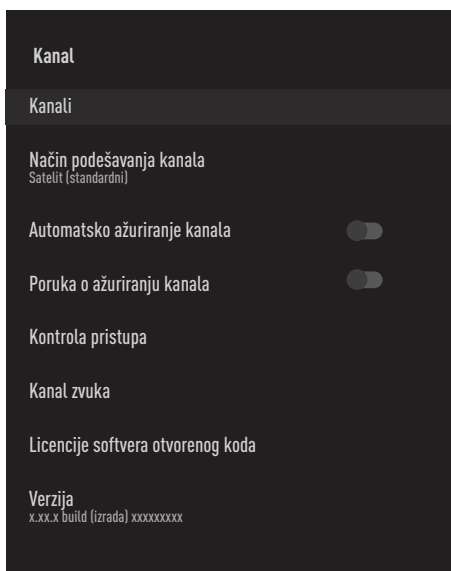 Kanal
Kanali
Način podešavanja kanala
Satelit (standardni)
Automatsko ažuriranje kanala
Poruka o ažuriranju kanala
Kontrola pristupa
Kanal zvuka
Licencije softvera otvorenog koda
Verzija
x.xx.x build (izrada) xxxxxxxxx